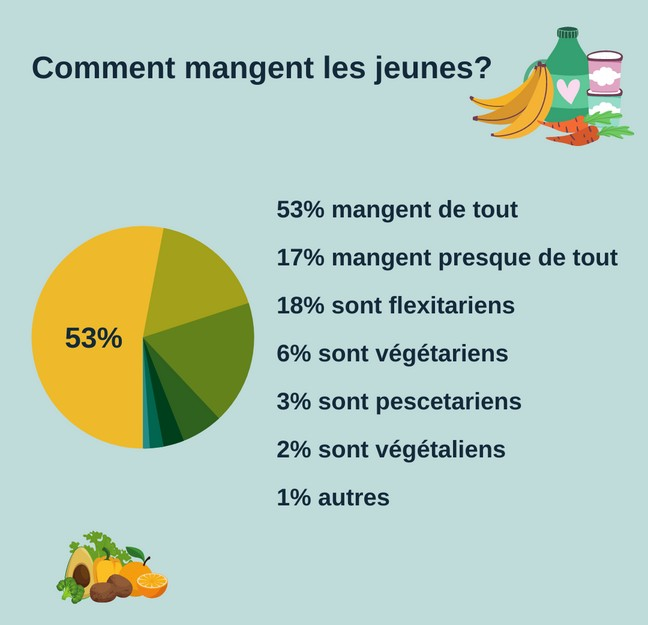 Comment mangent les jeunes?
53% mangent de tout
17% mangent presque de tout
18% sont flexitariens
53%
6% sont végétariens
3% sont pescetariens
2% sont végétaliens
1% autres